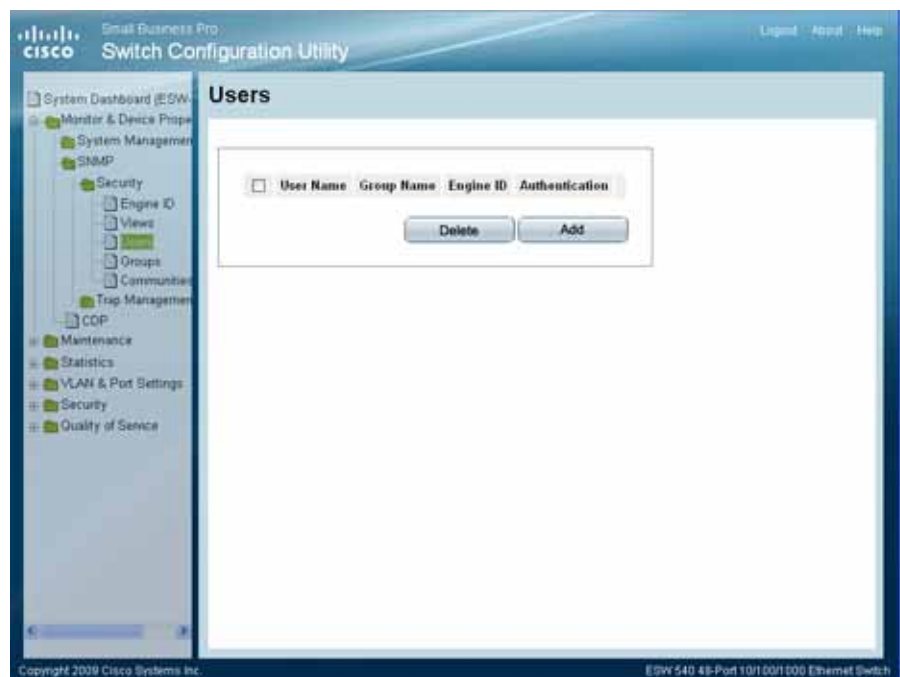 Small Business Pro
CISCO Switch Configuration Utility
Logout About Help
System Dashboard (ESW-
Monitor & Device Prope
System Managemen
SNMP
Security
Engine ID
Views
Users
Groups
Communities
Trap Managemen
CDP
Maintenance
Statistics
VLAN & Port Settings
Security
Quality of Service
Users
User Name Group Name Engine ID Authentication
Delete Add
Copyright 2009 Cisco Systems Inc.
ESW 540 48-Port 10/100/1000 Ethernet Switch